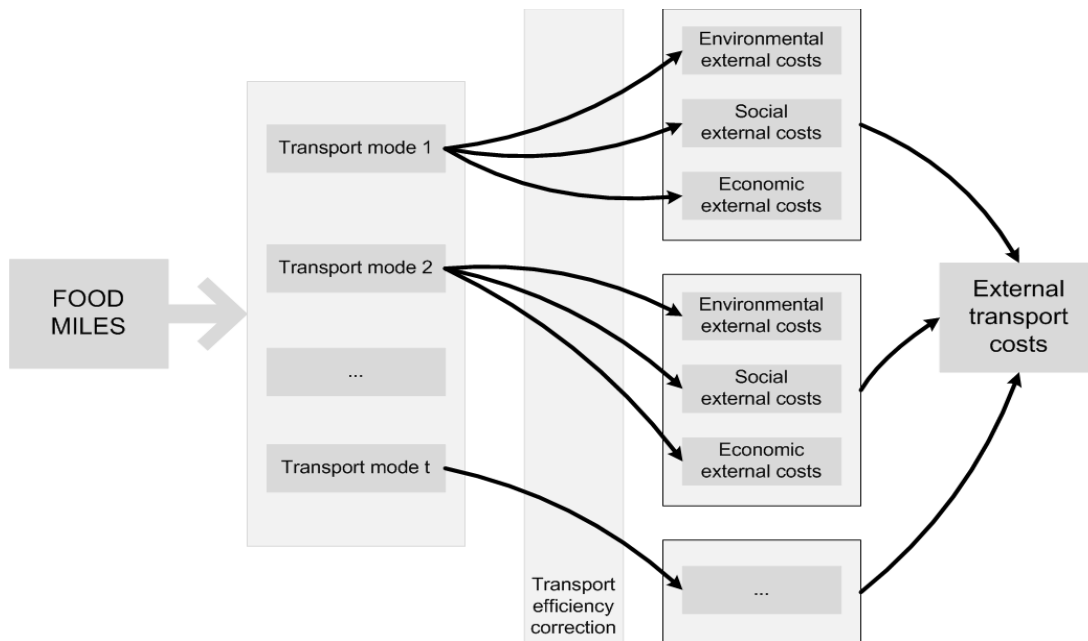 FOOD
MILES
Transport mode 1
Transport mode 2
...
Transport mode t
Transport
efficiency
correction
Environmental
external costs
Social
external costs
Economic
external costs
Environmental
external costs
Social
external costs
Economic
external costs
...
External
transport
costs